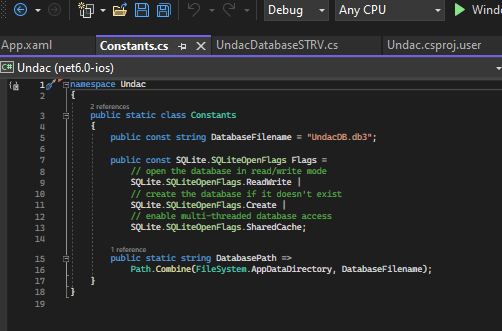 Debug Any CPU Window
App.xaml Constants.cs UndacDatabaseSTRV.cs Undac.csproj.user
C# Undac (net6.0-ios)
1 namespace Undac
2 {
2 references
3 public static class Constants
4 {
5 public const string DatabaseFilename = "UndacDB.db3";
6
7 public const SQLite.SQLiteOpenFlags Flags =
8 // open the database in read/write mode
9 SQLite.SQLiteOpenFlags.ReadWrite |
10 // create the database if it doesn't exist
11 SQLite.SQLiteOpenFlags.Create |
12 // enable multi-threaded database access
13 SQLite.SQLiteOpenFlags.SharedCache;
14
1 reference
15 public static string DatabasePath =>
16 Path.Combine(FileSystem.AppDataDirectory, DatabaseFilename);
17 }
18 }
19